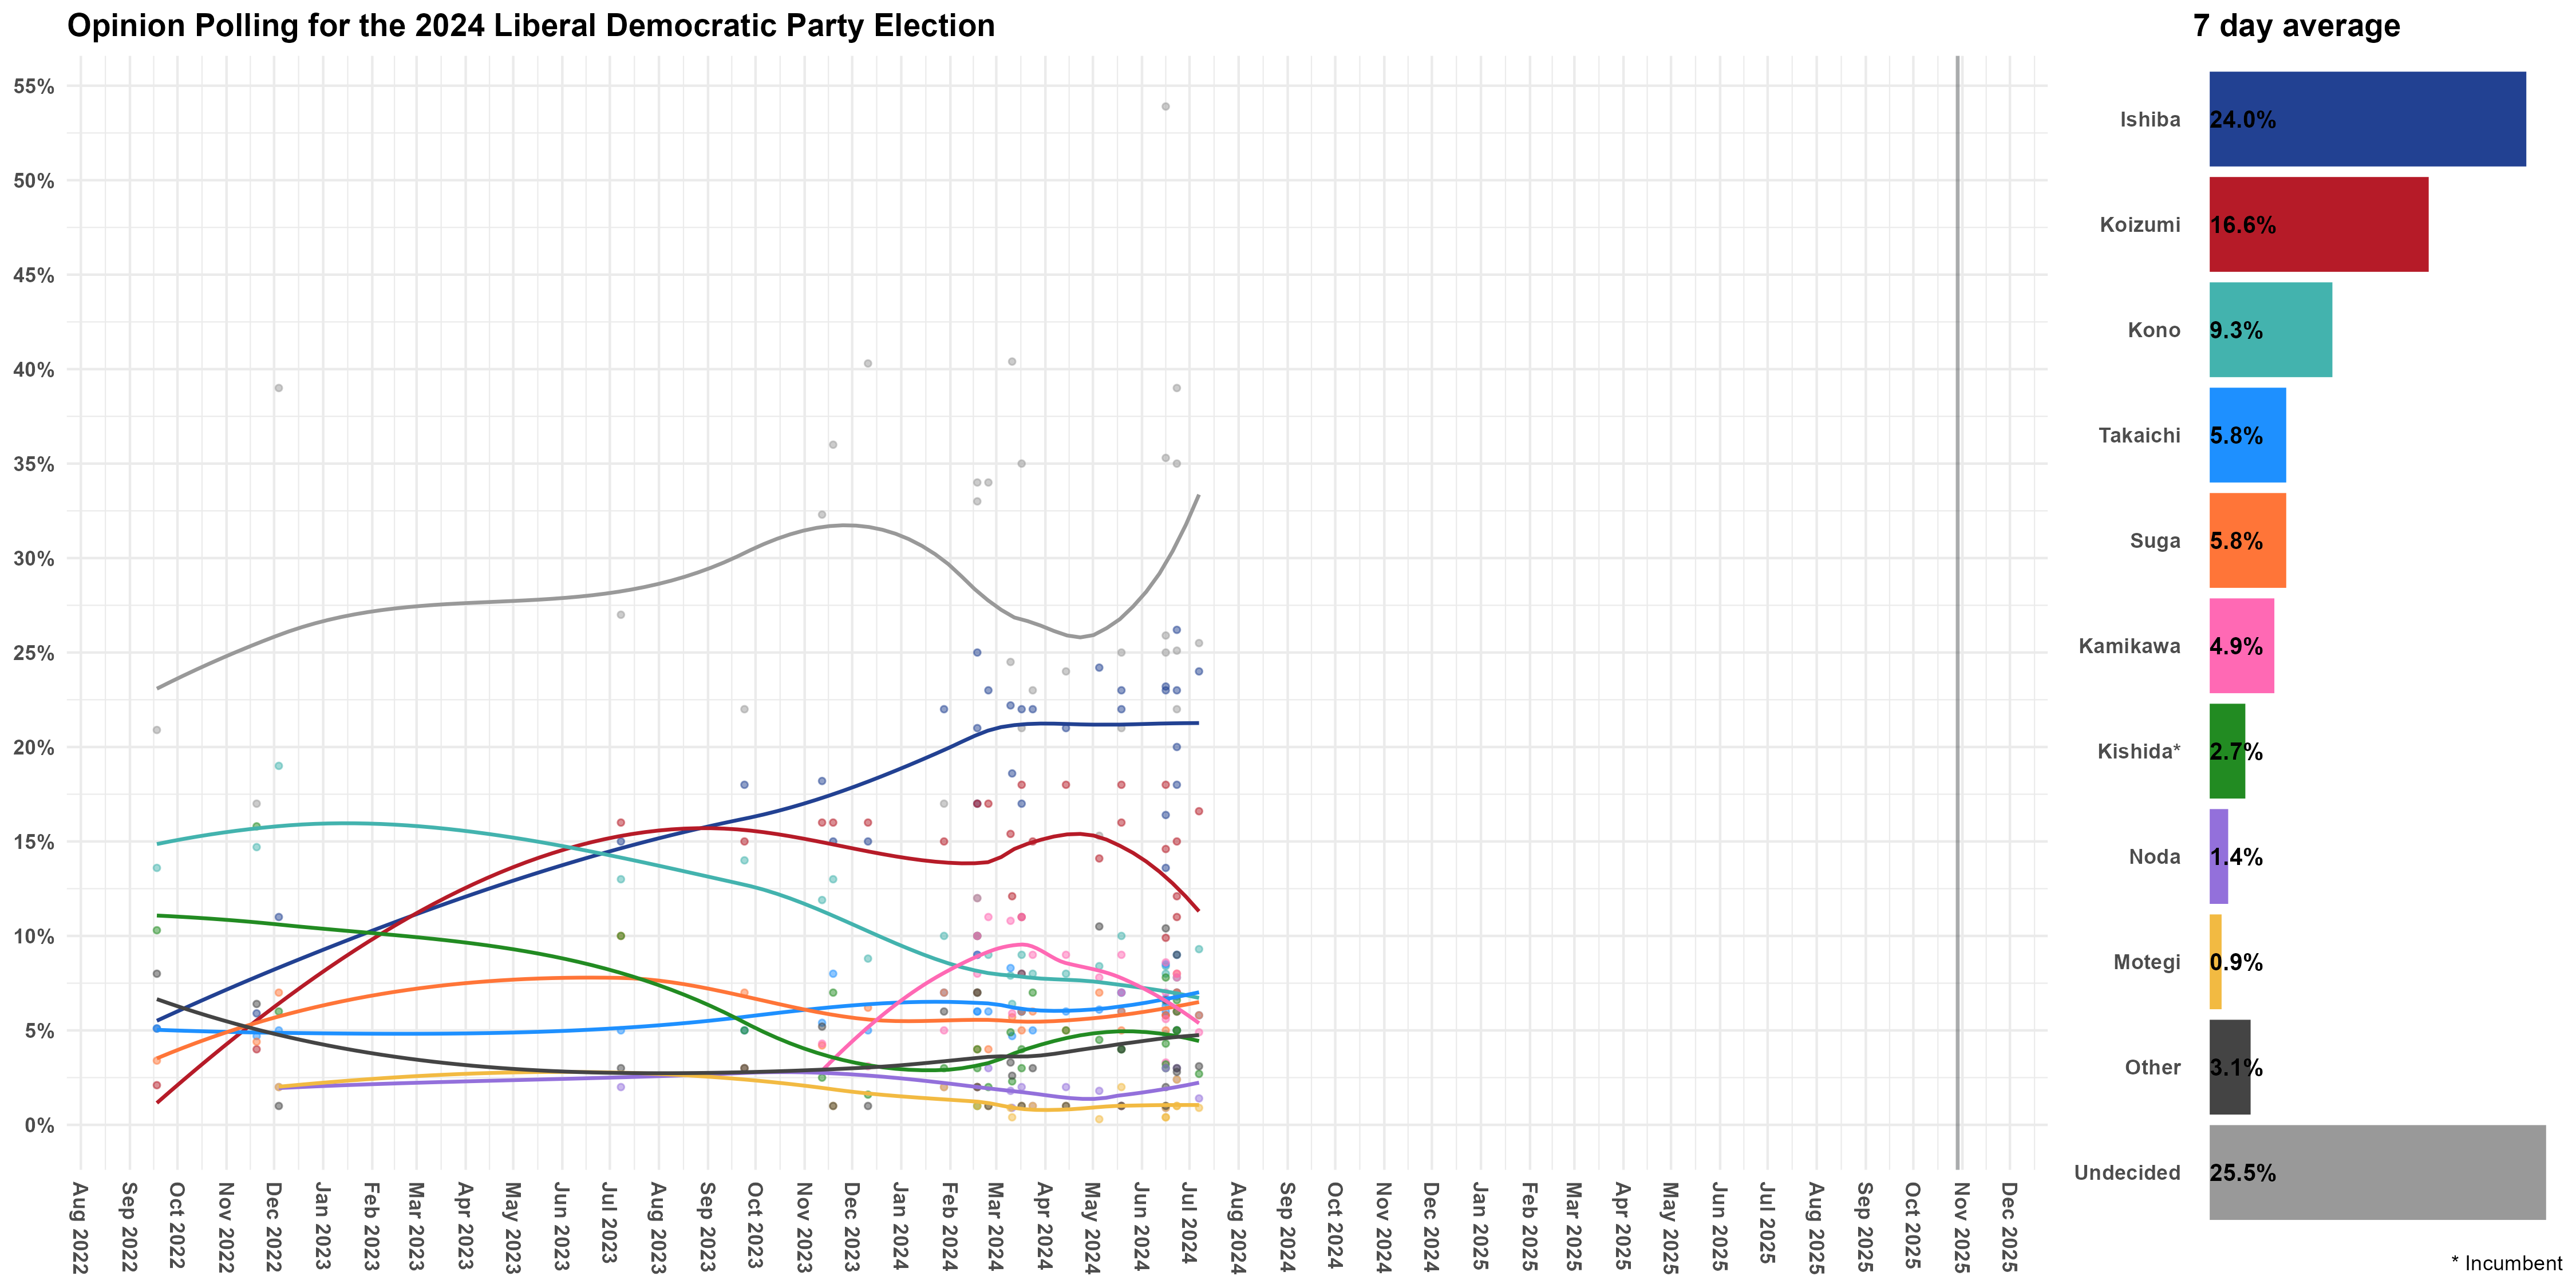 Opinion Polling for the 2024 Liberal Democratic Party Election
7 day average
55%
50%
45%
40%
35%
30%
25%
20%
15%
10%
5%
0%
Aug 2022
Sep 2022
Oct 2022
Nov 2022
Dec 2022
Jan 2023
Feb 2023
Mar 2023
Apr 2023
May 2023
Jun 2023
Jul 2023
Aug 2023
Sep 2023
Oct 2023
Nov 2023
Dec 2023
Jan 2024
Feb 2024
Mar 2024
Apr 2024
May 2024
Jun 2024
Jul 2024
Aug 2024
Sep 2024
Oct 2024
Nov 2024
Dec 2024
Jan 2025
Feb 2025
Mar 2025
Apr 2025
May 2025
Jun 2025
Jul 2025
Aug 2025
Sep 2025
Oct 2025
Nov 2025
Dec 2025
Ishiba 24.0%
Koizumi 16.6%
Kono 9.3%
Takaichi 5.8%
Suga 5.8%
Kamikawa 4.9%
Kishida* 2.7%
Noda 1.4%
Motegi 0.9%
Other 3.1%
Undecided 25.5%
* Incumbent